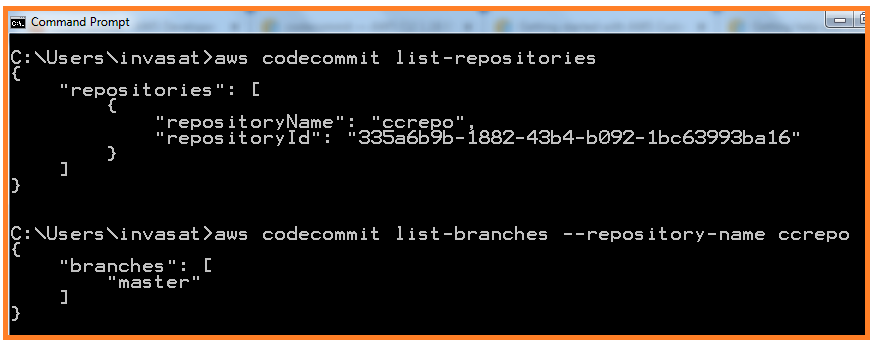 Command Prompt
C:\Users\invasat>aws codecommit list-repositories
{
    "repositories": [
        {
            "repositoryName": "ccrepo",
            "repositoryId": "335a6b9b-1882-43b4-b092-1bc63993ba16"
        }
    ]
}
C:\Users\invasat>aws codecommit list-branches --repository-name ccrepo
{
    "branches": [
        "master"
    ]
}